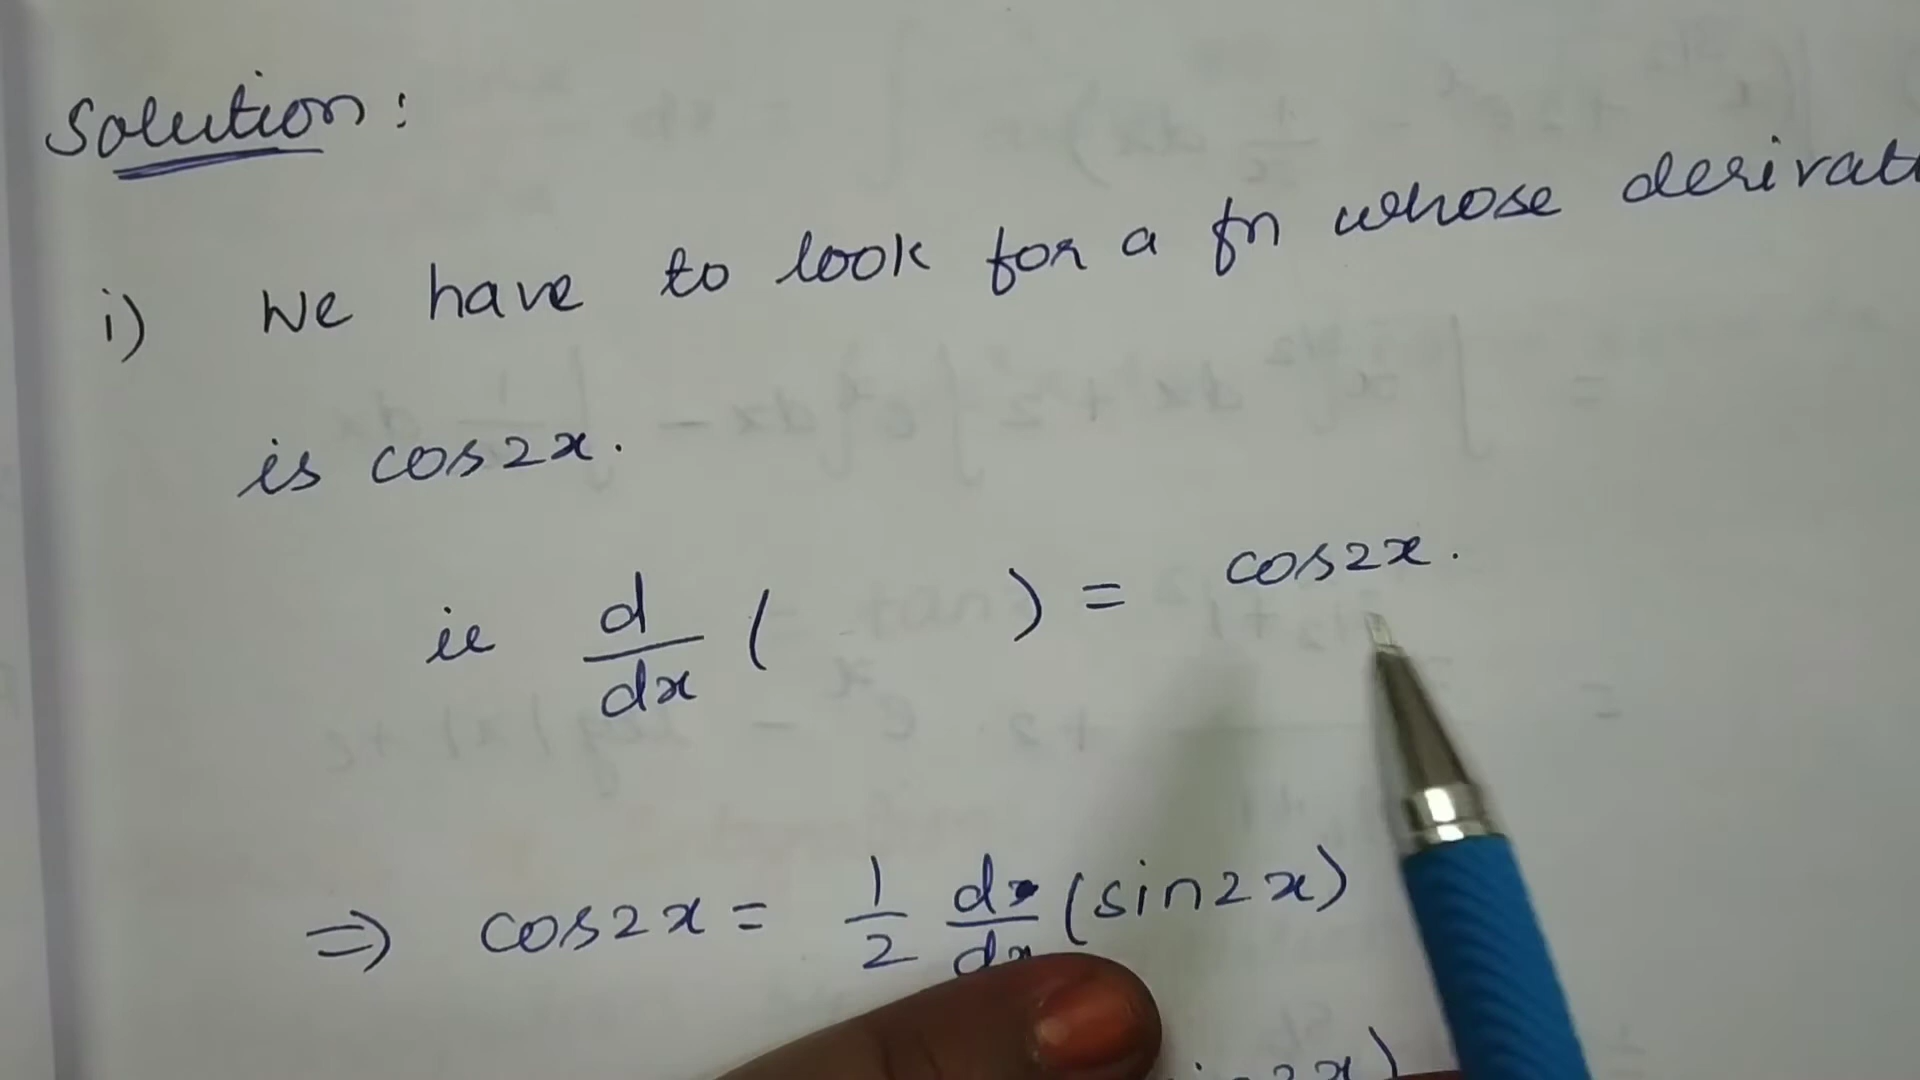 Solution:
i) We have to look for a fn whose derivat
is cos2x.
ie d/dx ( ) = cos2x.
⇒ cos2x = 1/2 d/dx (sin2x)
2x)